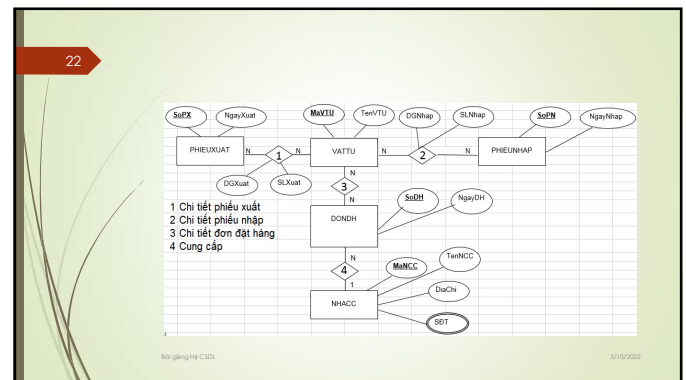 22
SoPX NgayXuat MaVTU TenVTU DGNhap SLNhap SoPN NgayNhap
PHIEUXUAT N 1 N VATTU N 2 N PHIEUNHAP
DGXuat SLXuat N
3
N
1 Chi tiết phiếu xuất
2 Chi tiết phiếu nhập
3 Chi tiết đơn đặt hàng
4 Cung cấp
SoDH NgayDH
DONDH
N
4
1
MaNCC TenNCC
NHACC DiaChi
SĐT
Bài giảng Hệ CSDL 3/10/2022